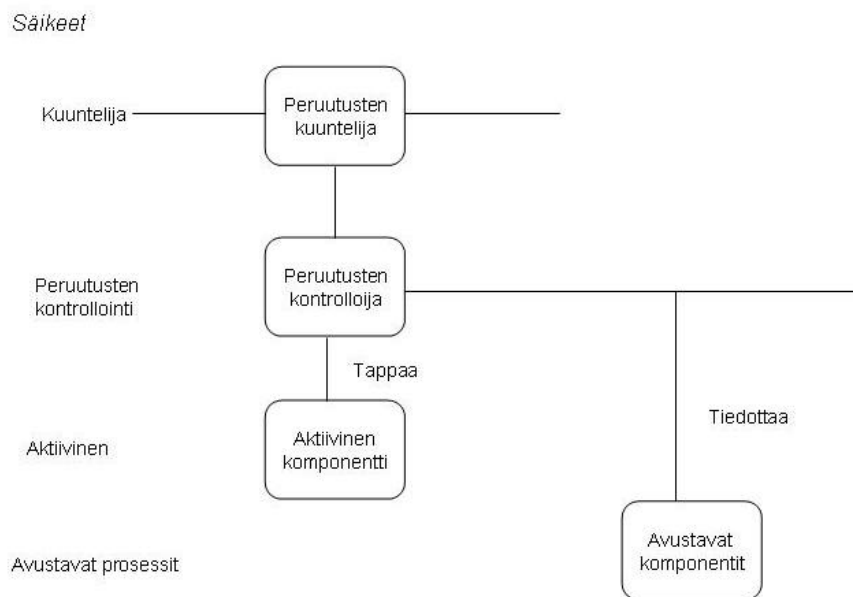 Säikeet
Kuuntelija
Peruutusten
kuuntelija
Peruutusten
kontrollointi
Peruutusten
kontrolloija
Tappaa
Aktiivinen
Aktiivinen
komponentti
Tiedottaa
Avustavat prosessit
Avustavat
komponentit